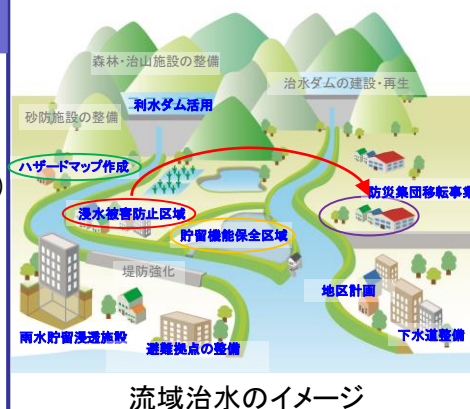 森林・治山施設の整備
治水ダムの建設・再生
利水ダム活用
砂防施設の整備
ハザードマップ作成
)
防災集団移転事業
浸水被害防止区域
貯留機能保全区域
堤防強化
地区計画
雨水貯留浸透施設
避難拠点の整備
下水道整備
流域治水のイメージ